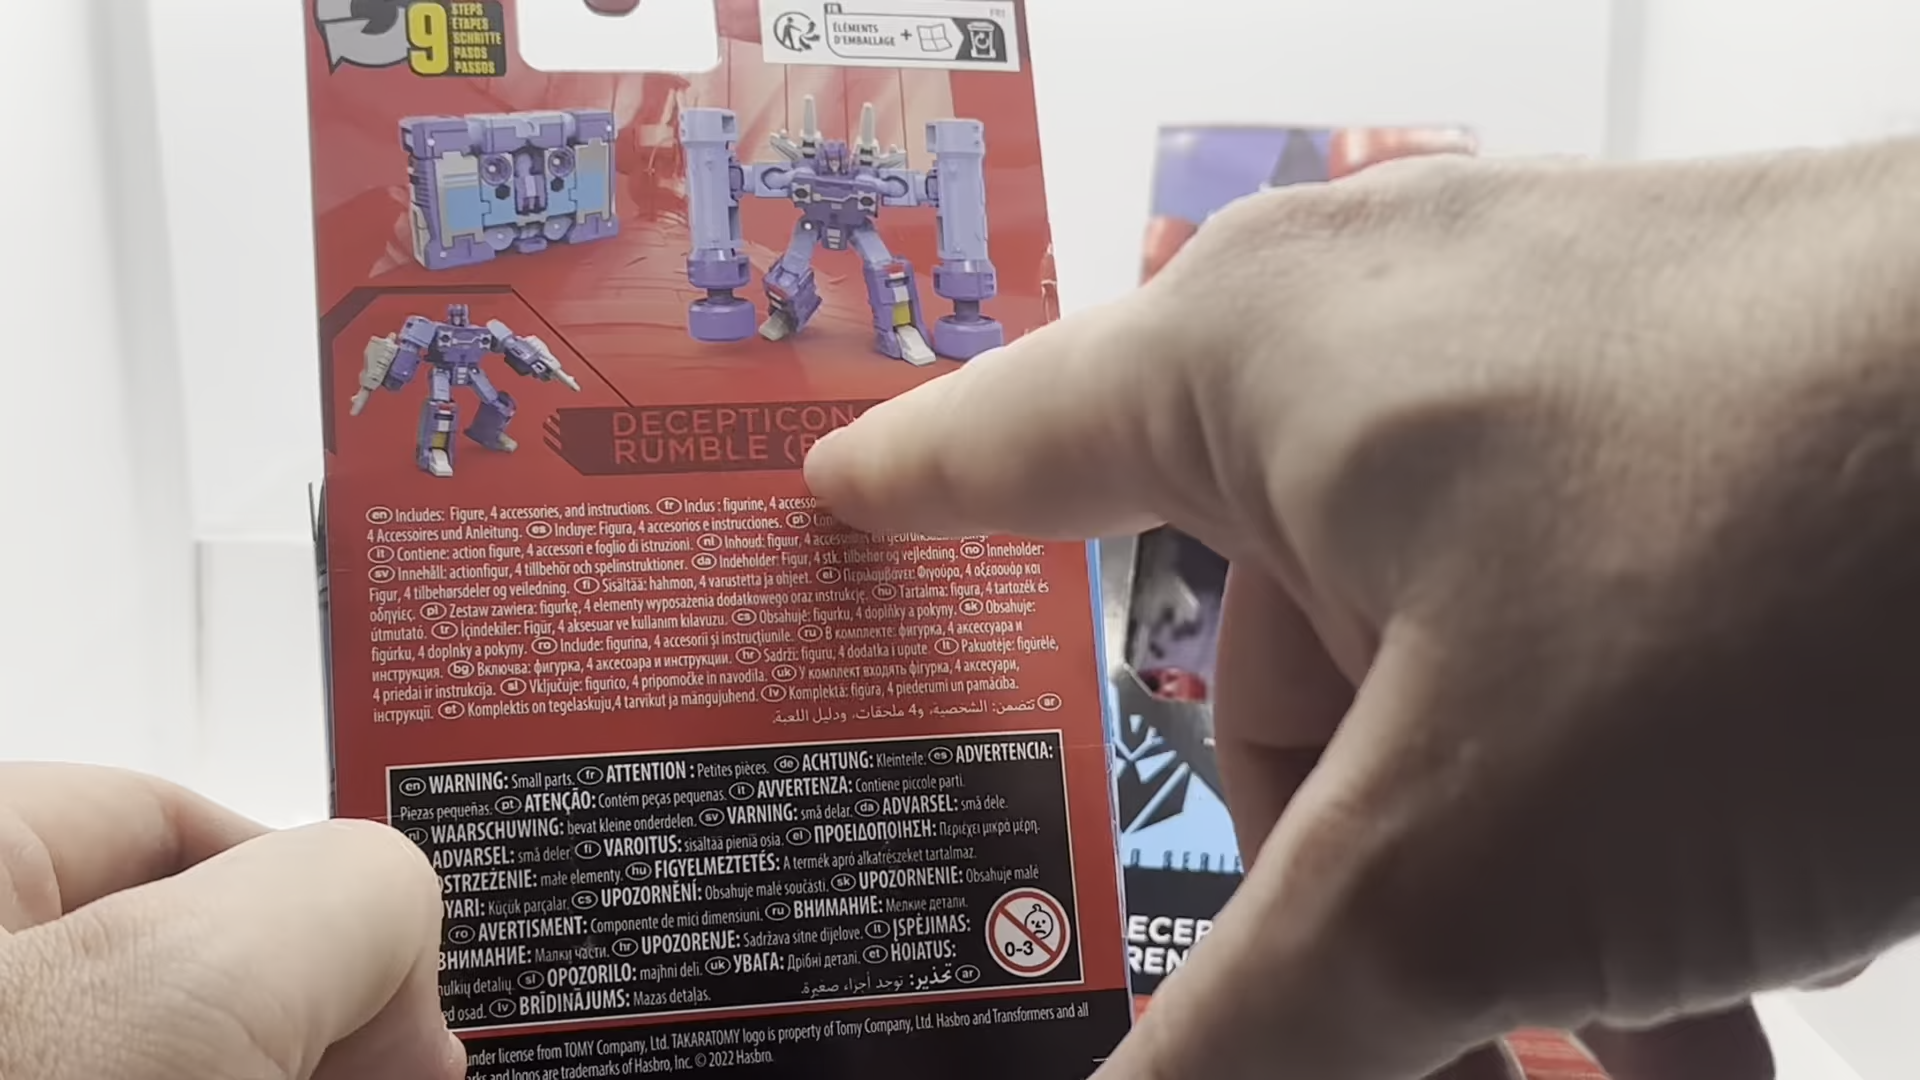 9
STEPS
ÉTAPES
SCHRITTE
PASOS
PASSOS
FR
ÉLÉMENTS
D'EMBALLAGE
+
DECEPTICON
RUMBLE (
en Includes: Figure, 4 accessories, and instructions. fr Inclus : figurine, 4 accesso
4 Accessoires und Anleitung. es Incluye: Figura, 4 accesorios e instrucciones. pt
it Contiene: action figure, 4 accessori e foglio di istruzioni. nl Inhoud: figuur, 4
sv Innehåll: actionfigur, 4 tillbehör och spelinstruktioner. da Indeholder: Figur, 4 stk. tilbehør og vejledning. no Inneholder:
Figur, 4 tilbehørsdeler og veiledning. fi Sisältää: hahmon, 4 varustetta ja ohjeet. el Περιλαμβάνει: Φιγούρα, 4 αξεσουάρ και
οδηγίες. pl Zestaw zawiera: figurkę, 4 elementy wyposażenia dodatkowego oraz instrukcję. hu Tartalma: figura, 4 tartozék és
útmutató. tr İçindekiler: Figür, 4 aksesuar ve kullanım kılavuzu. cs Obsahuje: figurku, 4 doplňky a pokyny. sk Obsahuje:
figúrku, 4 doplnky a pokyny. ro Include: figurina, 4 accesorii și instrucțiunile. ru В комплекте: фигурка, 4 аксессуара и
инструкция. bg Включва: фигурка, 4 аксесоара и инструкции. hr Sadrži: figuru, 4 dodatka i upute. lt Pakuotėje: figūrėlė,
4 priedai ir instrukcija. sl Vključuje: figurico, 4 pripomočke in navodila. uk У комплект входять фігурка, 4 аксесуари,
інструкції. et Komplektis on tegelaskuju,4 tarvikut ja mängujuhend. lv Komplektā: figūra, 4 piederumi un pamācība.
ar تتضمن: الشخصية، و4 ملحقات، ودليل اللعبة.
en WARNING: Small parts. fr ATTENTION : Petites pièces. de ACHTUNG: Kleinteile. es ADVERTENCIA:
Piezas pequeñas. pt ATENÇÃO: Contém peças pequenas. it AVVERTENZA: Contiene piccole parti.
nl WAARSCHUWING: bevat kleine onderdelen. sv VARNING: små delar. da ADVARSEL: små dele.
ADVARSEL: små deler. fi VAROITUS: sisältää pieniä osia. el ΠΡΟΕΙΔΟΠΟΙΗΣΗ: Περιέχει μικρά μέρη.
STRZEŻENIE: małe elementy. hu FIGYELMEZTETÉS: A termék apró alkatrészeket tartalmaz.
YARI: Küçük parçalar. cs UPOZORNĚNÍ: Obsahuje malé součásti. sk UPOZORNENIE: Obsahuje malé
ro AVERTISMENT: Componente de mici dimensiuni. ru ВНИМАНИЕ: Мелкие детали.
ВНИМАНИЕ: Малки части. hr UPOZORENJE: Sadržava sitne dijelove. lt ĮSPĖJIMAS:
ulkių detalių. sl OPOZORILO: majhni deli. uk УВАГА: Дрібні деталі. et HOIATUS:
ed osad. lv BRĪDINĀJUMS: Mazas detaļas. ar تحذير: توجد أجزاء صغيرة.
0-3
under license from TOMY Company, Ltd. TAKARATOMY logo is property of Tomy Company, Ltd. Hasbro and Transformers and all
rks and logos are trademarks of Hasbro, Inc. © 2022 Hasbro.
O SERIE
ECEP
REN